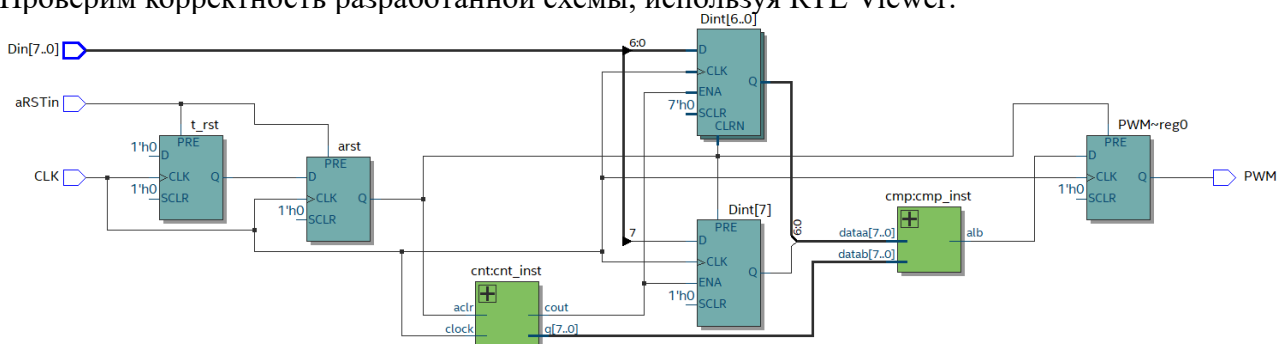 Проверим корректность разработанной схемы, используя RTL Viewer.
Dint[6..0]
Din[7..0]
6:0
D
CLK
ENA
7'h0
SCLR
CLRN
Q
aRSTin
t_rst
PRE
1'h0
D
CLK
CLK
Q
1'h0
SCLR
arst
PRE
D
CLK
Q
1'h0
SCLR
PWM~reg0
PRE
D
CLK
Q
PWM
1'h0
SCLR
Dint[7]
7
PRE
D
CLK
Q
ENA
1'h0
SCLR
6:0
cmp:cmp_inst
dataa[7..0]
alb
datab[7..0]
cnt:cnt_inst
aclr
cout
clock
q[7..0]